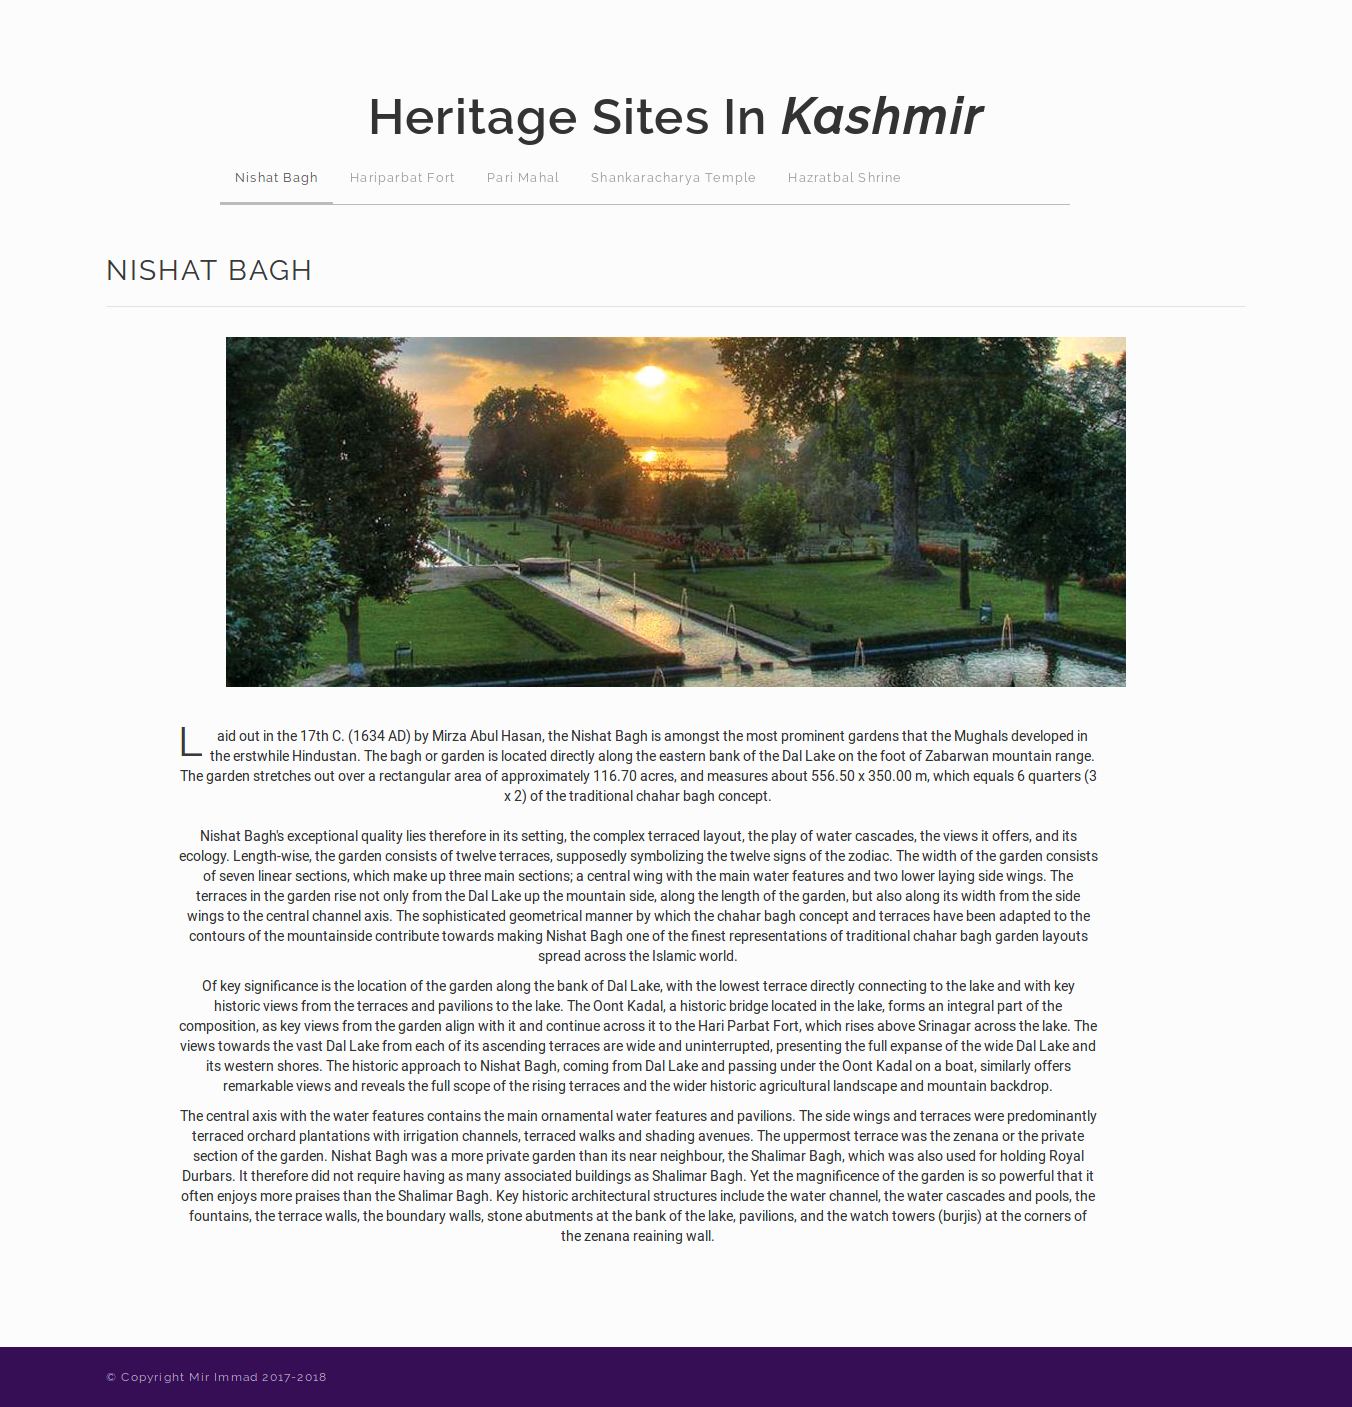 Heritage Sites In Kashmir
Nishat Bagh Hariparbat Fort Pari Mahal Shankaracharya Temple Hazratbal Shrine
NISHAT BAGH
Laid out in the 17th C. (1634 AD) by Mirza Abul Hasan, the Nishat Bagh is amongst the most prominent gardens that the Mughals developed in
the erstwhile Hindustan. The bagh or garden is located directly along the eastern bank of the Dal Lake on the foot of Zabarwan mountain range.
The garden stretches out over a rectangular area of approximately 116.70 acres, and measures about 556.50 x 350.00 m, which equals 6 quarters (3
x 2) of the traditional chahar bagh concept.
Nishat Bagh's exceptional quality lies therefore in its setting, the complex terraced layout, the play of water cascades, the views it offers, and its
ecology. Length-wise, the garden consists of twelve terraces, supposedly symbolizing the twelve signs of the zodiac. The width of the garden consists
of seven linear sections, which make up three main sections; a central wing with the main water features and two lower laying side wings. The
terraces in the garden rise not only from the Dal Lake up the mountain side, along the length of the garden, but also along its width from the side
wings to the central channel axis. The sophisticated geometrical manner by which the chahar bagh concept and terraces have been adapted to the
contours of the mountainside contribute towards making Nishat Bagh one of the finest representations of traditional chahar bagh garden layouts
spread across the Islamic world.
Of key significance is the location of the garden along the bank of Dal Lake, with the lowest terrace directly connecting to the lake and with key
historic views from the terraces and pavilions to the lake. The Oont Kadal, a historic bridge located in the lake, forms an integral part of the
composition, as key views from the garden align with it and continue across it to the Hari Parbat Fort, which rises above Srinagar across the lake. The
views towards the vast Dal Lake from each of its ascending terraces are wide and uninterrupted, presenting the full expanse of the wide Dal Lake and
its western shores. The historic approach to Nishat Bagh, coming from Dal Lake and passing under the Oont Kadal on a boat, similarly offers
remarkable views and reveals the full scope of the rising terraces and the wider historic agricultural landscape and mountain backdrop.
The central axis with the water features contains the main ornamental water features and pavilions. The side wings and terraces were predominantly
terraced orchard plantations with irrigation channels, terraced walks and shading avenues. The uppermost terrace was the zenana or the private
section of the garden. Nishat Bagh was a more private garden than its near neighbour, the Shalimar Bagh, which was also used for holding Royal
Durbars. It therefore did not require having as many associated buildings as Shalimar Bagh. Yet the magnificence of the garden is so powerful that it
often enjoys more praises than the Shalimar Bagh. Key historic architectural structures include the water channel, the water cascades and pools, the
fountains, the terrace walls, the boundary walls, stone abutments at the bank of the lake, pavilions, and the watch towers (burjis) at the corners of
the zenana reaining wall.
© Copyright Mir Immad 2017-2018